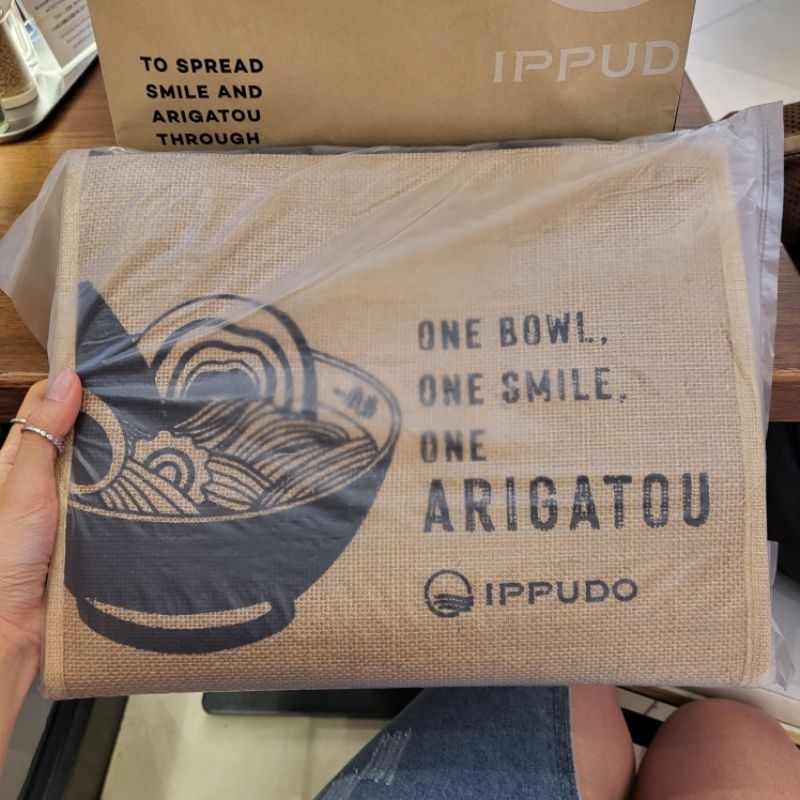 TO SPREAD
SMILE AND
ARIGATOU
THROUGH
IPPUD
ONE BOWL,
ONE SMILE,
ONE
ARIGATOU
IPPUDO